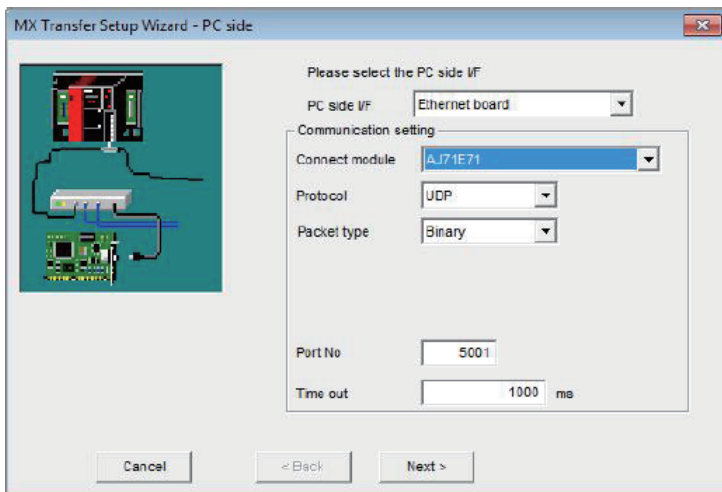 MX Transfer Setup Wizard - PC side
Please select the PC side I/F
PC side I/F Ethernet board
Communication setting
Connect module AJ71E71
Protocol UDP
Packet type Binary
Port No 5001
Time out 1000 ms
Cancel < Back Next >